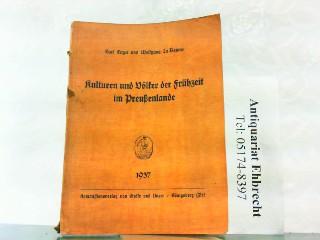 Carl Engel und Wolfgang La Baume
Kulturen und Völker der Frühzeit
im Preußenlande
1937
Kommissionsverlag von Gräfe und Unzer - Königsberg (Pr)
Antiquariat Ehbrecht
Tel: 05174-8397